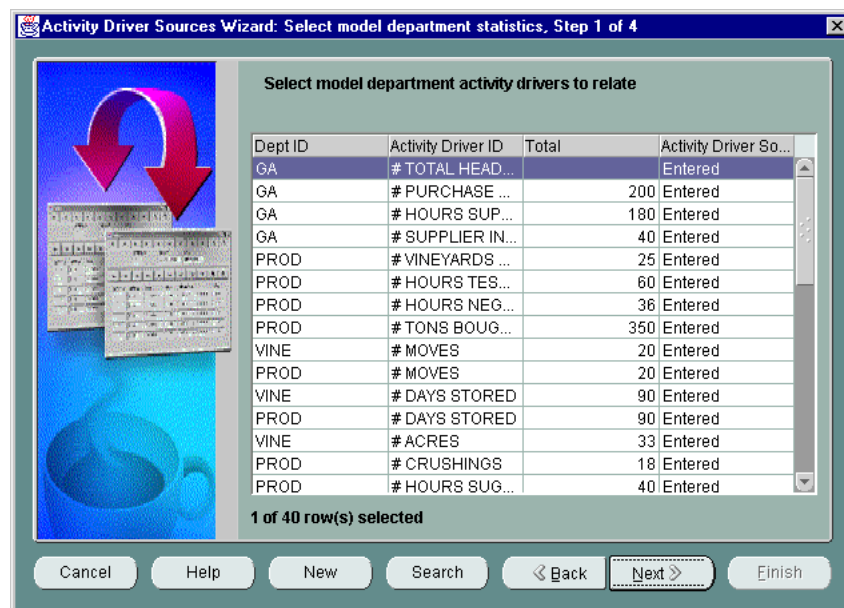 Activity Driver Sources Wizard: Select model department statistics, Step 1 of 4
Select model department activity drivers to relate
Dept ID Activity Driver ID Total Activity Driver So...
GA # TOTAL HEAD... Entered
GA # PURCHASE ... 200 Entered
GA # HOURS SUP... 180 Entered
GA # SUPPLIER IN... 40 Entered
PROD # VINEYARDS ... 25 Entered
PROD # HOURS TES... 60 Entered
PROD # HOURS NEG... 36 Entered
PROD # TONS BOUG... 350 Entered
VINE # MOVES 20 Entered
PROD # MOVES 20 Entered
VINE # DAYS STORED 90 Entered
PROD # DAYS STORED 90 Entered
VINE # ACRES 33 Entered
PROD # CRUSHINGS 18 Entered
PROD # HOURS SUG... 40 Entered
1 of 40 row(s) selected
Cancel Help New Search Back Next Finish